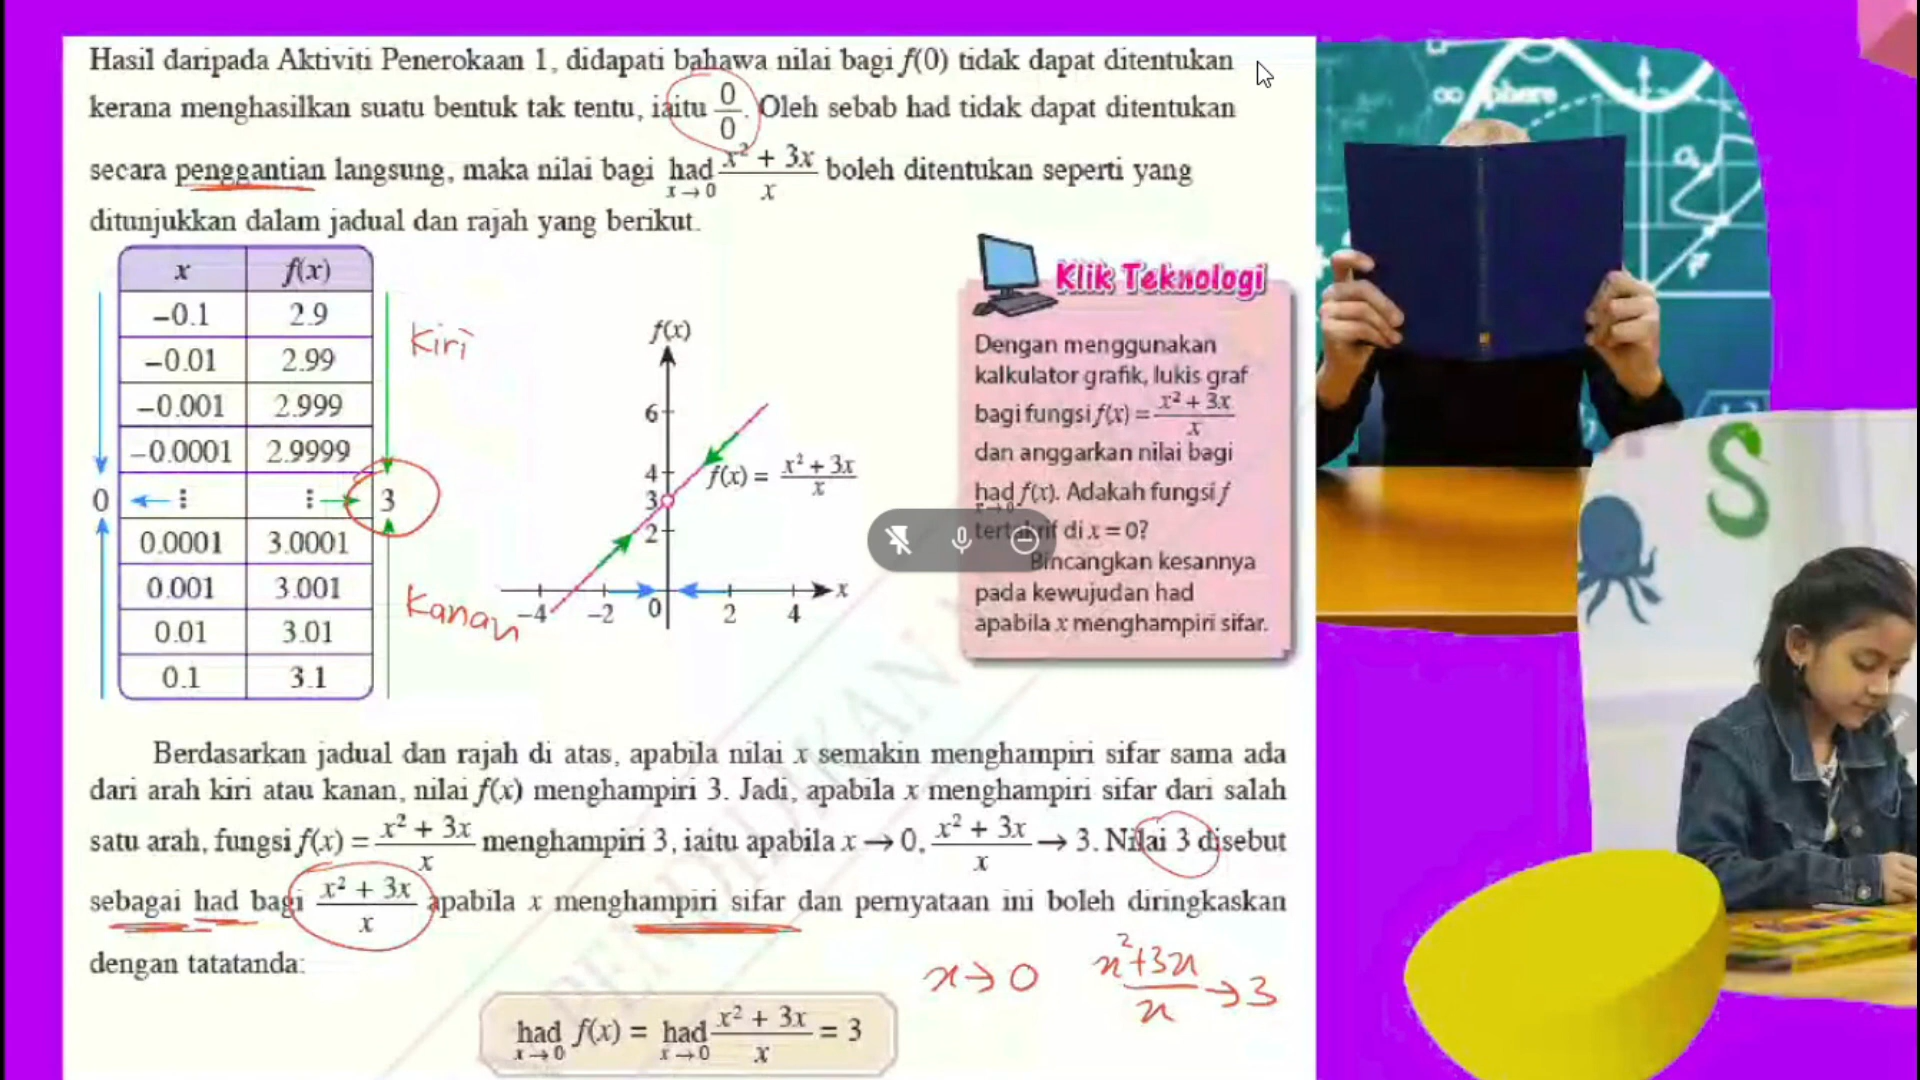 Hasil daripada Aktiviti Penerokaan 1, didapati bahawa nilai bagi f(0) tidak dapat ditentukan
kerana menghasilkan suatu bentuk tak tentu, iaitu 0/0. Oleh sebab had tidak dapat ditentukan
secara penggantian langsung, maka nilai bagi had x→0 (x² + 3x)/x boleh ditentukan seperti yang
ditunjukkan dalam jadual dan rajah yang berikut.
x f(x)
−0.1 2.9
−0.01 2.99
−0.001 2.999
−0.0001 2.9999
0 ⋮ ⋮ 3
0.0001 3.0001
0.001 3.001
0.01 3.01
0.1 3.1
Kiri
Kanan
f(x)
6
4
3
2
f(x) = (x² + 3x)/x
−4 −2 0 2 4 x
Klik Teknologi
Dengan menggunakan
kalkulator grafik, lukis graf
bagi fungsi f(x) = (x² + 3x)/x
dan anggarkan nilai bagi
had x→0 f(x). Adakah fungsi f
tertakrif di x = 0?
Bincangkan kesannya
pada kewujudan had
apabila x menghampiri sifar.
Berdasarkan jadual dan rajah di atas, apabila nilai x semakin menghampiri sifar sama ada
dari arah kiri atau kanan, nilai f(x) menghampiri 3. Jadi, apabila x menghampiri sifar dari salah
satu arah, fungsi f(x) = (x² + 3x)/x menghampiri 3, iaitu apabila x → 0, (x² + 3x)/x → 3. Nilai 3 disebut
sebagai had bagi (x² + 3x)/x apabila x menghampiri sifar dan pernyataan ini boleh diringkaskan
dengan tatatanda:
x→0 (x²+3x)/x →3
had x→0 f(x) = had x→0 (x² + 3x)/x = 3
∞ sphere
PENDIDIKAN